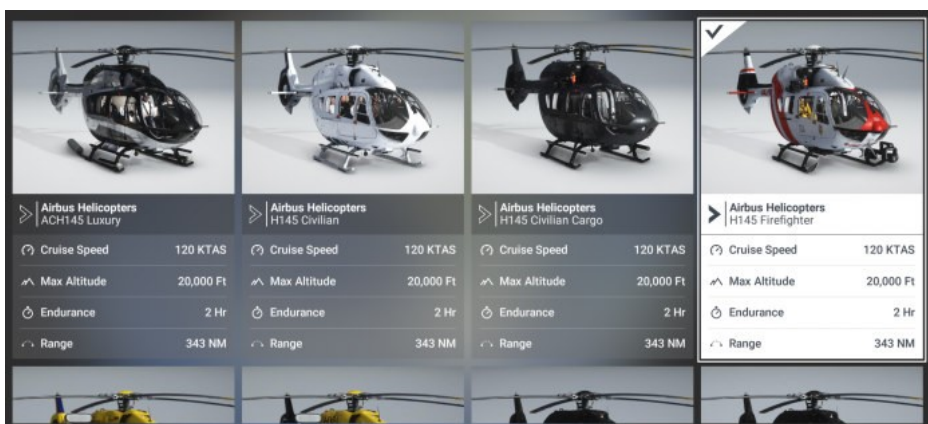 Airbus Helicopters
ACH145 Luxury
Cruise Speed 120 KTAS
Max Altitude 20,000 Ft
Endurance 2 Hr
Range 343 NM
Airbus Helicopters
H145 Civilian
Cruise Speed 120 KTAS
Max Altitude 20,000 Ft
Endurance 2 Hr
Range 343 NM
Airbus Helicopters
H145 Civilian Cargo
Cruise Speed 120 KTAS
Max Altitude 20,000 Ft
Endurance 2 Hr
Range 343 NM
Airbus Helicopters
H145 Firefighter
Cruise Speed 120 KTAS
Max Altitude 20,000 Ft
Endurance 2 Hr
Range 343 NM